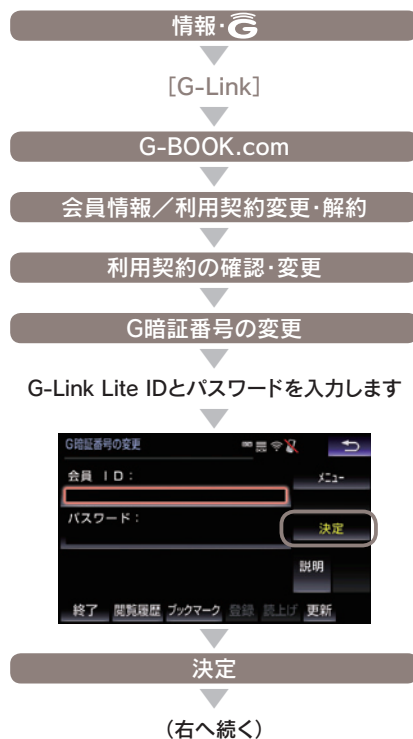 情報・G
［G-Link］
G-BOOK.com
会員情報／利用契約変更・解約
利用契約の確認・変更
G暗証番号の変更
G-Link Lite IDとパスワードを入力します
G暗証番号の変更
会員 ID：
メニュー
パスワード：
決定
説明
終了 閲覧履歴 ブックマーク 登録 読上げ 更新
決定
（右へ続く）